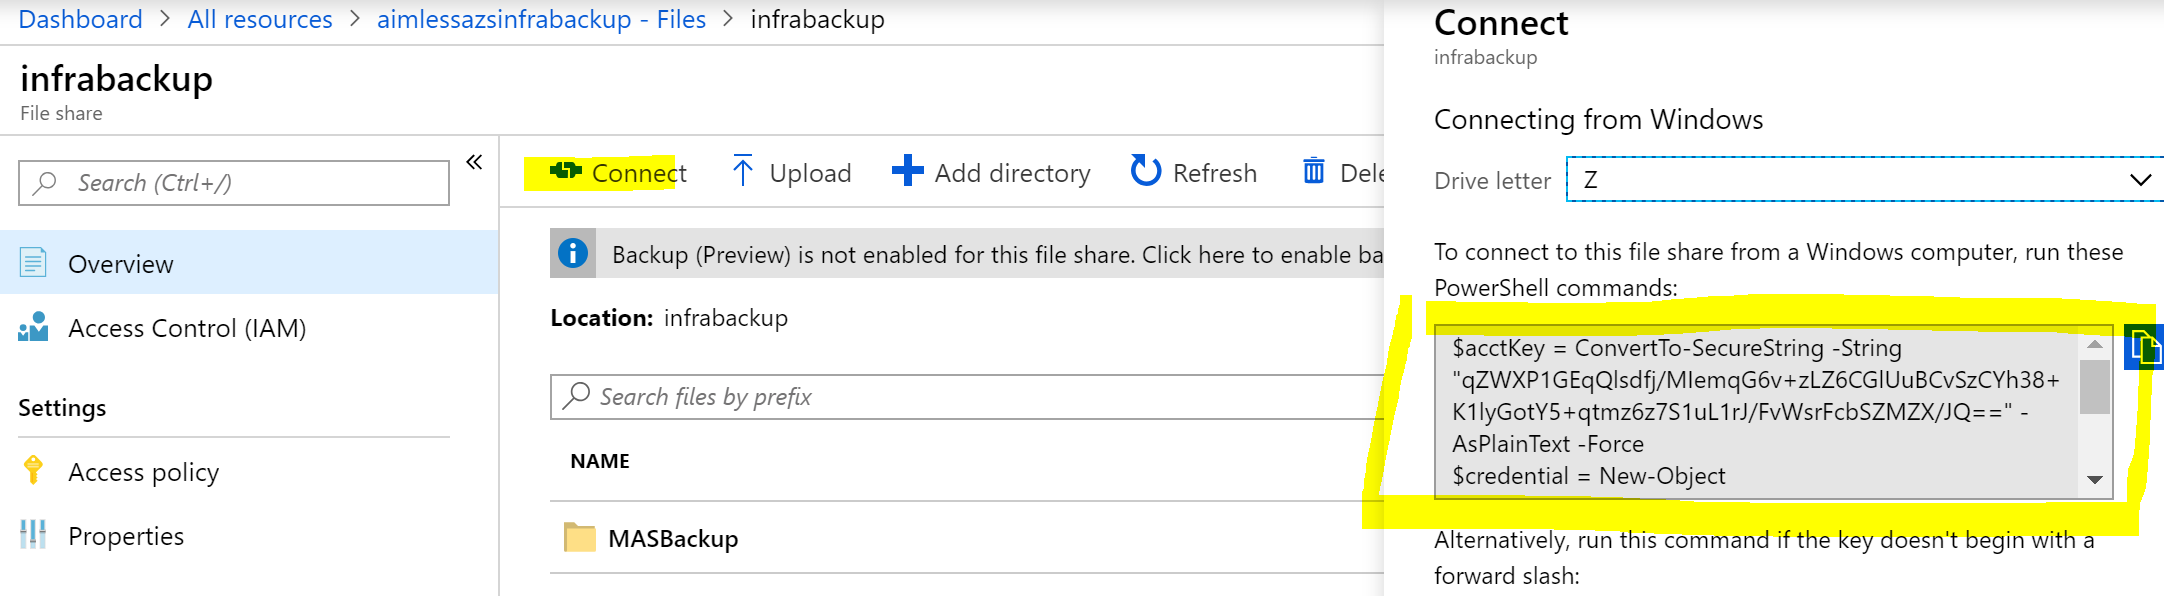 Dashboard > All resources > aimlessazsinfrabackup - Files > infrabackup
infrabackup
File share
Search (Ctrl+/)
«
Overview
Access Control (IAM)
Settings
Access policy
Properties
Connect
Upload
Add directory
Refresh
Dele
Backup (Preview) is not enabled for this file share. Click here to enable ba
Location: infrabackup
Search files by prefix
NAME
MASBackup
Connect
infrabackup
Connecting from Windows
Drive letter Z
To connect to this file share from a Windows computer, run these
PowerShell commands:
$acctKey = ConvertTo-SecureString -String
"qZWXP1GEqQlsdfj/MIemqG6v+zLZ6CGlUuBCvSzCYh38+
K1lyGotY5+qtmz6z7S1uL1rJ/FvWsrFcbSZMZX/JQ==" -
AsPlainText -Force
$credential = New-Object
Alternatively, run this command if the key doesn't begin with a
forward slash: